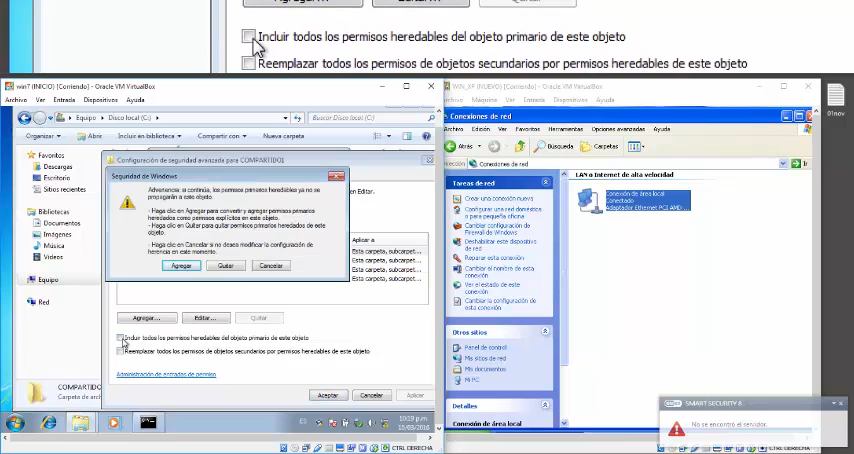 Incluir todos los permisos heredables del objeto primario de este objeto
Reemplazar todos los permisos de objetos secundarios por permisos heredables de este objeto
win7 (INICIO) [Corriendo] - Oracle VM VirtualBox
Archivo Ver Entrada Dispositivos Ayuda
Equipo
Disco local (C:)
Buscar Disco local (C:)
Organizar
Abrir
Incluir en biblioteca
Compartir con
Nueva carpeta
Favoritos
Descargas
Escritorio
Sitios recientes
Bibliotecas
Documentos
Imágenes
Música
Videos
Equipo
Red
Configuración de seguridad avanzada para COMPARTIDO1
Seguridad de Windows
Advertencia: si continúa, los permisos primarios heredables ya no se
propagarán a este objeto.
- Haga clic en Agregar para convertir y agregar permisos primarios
heredados como permisos explícitos en este objeto.
- Haga clic en Quitar para quitar permisos primarios heredados de este
objeto.
- Haga clic en Cancelar si no desea modificar la configuración de
herencia en este momento.
Agregar
Quitar
Cancelar
en Editar.
Aplicar a
Esta carpeta, subcarpet...
Esta carpeta, subcarpet...
Esta carpeta, subcarpet...
Esta carpeta, subcarpet...
Agregar...
Editar...
Quitar
Incluir todos los permisos heredables del objeto primario de este objeto
Reemplazar todos los permisos de objetos secundarios por permisos heredables de este objeto
Administración de entradas de permiso
Aceptar
Cancelar
Aplicar
COMPARTIDO
Carpeta de arch
ES
10:19 p.m.
15/03/2016
CTRL DERECHA
WIN_XP (NUEVO) [Corriendo] - Oracle VM VirtualBox
Archivo Máquina Ver Entrada Dispositivos Ayuda
Conexiones de red
Archivo Edición Ver Favoritos Herramientas Opciones avanzadas Ayuda
Atrás
Búsqueda
Carpetas
Conexiones de red
Ir
Tareas de red
Crear una conexión nueva
Configurar una red doméstica
o para pequeña oficina
Cambiar configuración de
Firewall de Windows
Deshabilitar este dispositivo
de red
Reparar esta conexión
Cambiar el nombre de esta
conexión
Ver el estado de esta
conexión
Cambiar la configuración de
esta conexión
Otros sitios
Panel de control
Mis sitios de red
Mis documentos
Mi PC
Detalles
Conexión de área local
LAN o Internet de alta velocidad
Conexión de área local
Conectado
Adaptador Ethernet PCI AMD ...
01nov
eset SMART SECURITY 8
No se encontró el servidor.
CTRL DERECHA